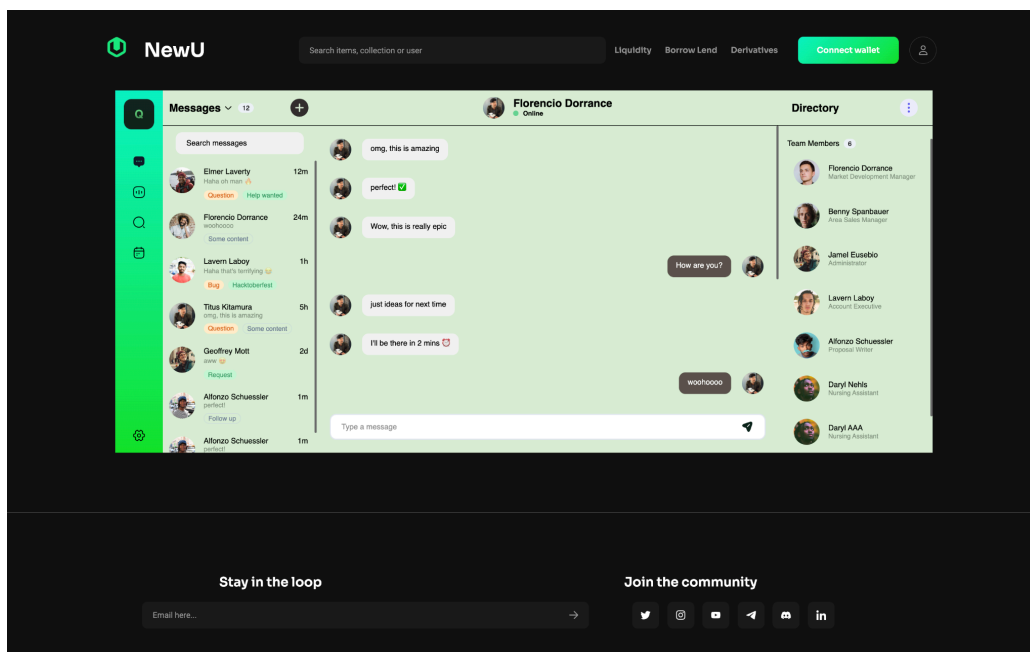 NewU
Search items, collection or user
Liquidity
Borrow Lend
Derivatives
Connect wallet
Q
Messages
12
Search messages
Elmer Laverty
12m
Haha oh man 🔥
Question
Help wanted
Florencio Dorrance
24m
woohoooo
Some content
Lavern Laboy
1h
Haha that's terrifying 😂
Bug
Hacktoberfest
Titus Kitamura
5h
omg, this is amazing
Question
Some content
Geoffrey Mott
2d
aww 😍
Request
Alfonzo Schuessler
1m
perfect!
Follow up
Alfonzo Schuessler
1m
perfect!
Florencio Dorrance
Online
omg, this is amazing
perfect! ✅
Wow, this is really epic
How are you?
just ideas for next time
I'll be there in 2 mins ⏰
woohoooo
Type a message
Directory
Team Members
6
Florencio Dorrance
Market Development Manager
Benny Spanbauer
Area Sales Manager
Jamel Eusebio
Administrator
Lavern Laboy
Account Executive
Alfonzo Schuessler
Proposal Writer
Daryl Nehls
Nursing Assistant
Daryl AAA
Nursing Assistant
Stay in the loop
Email here...
Join the community